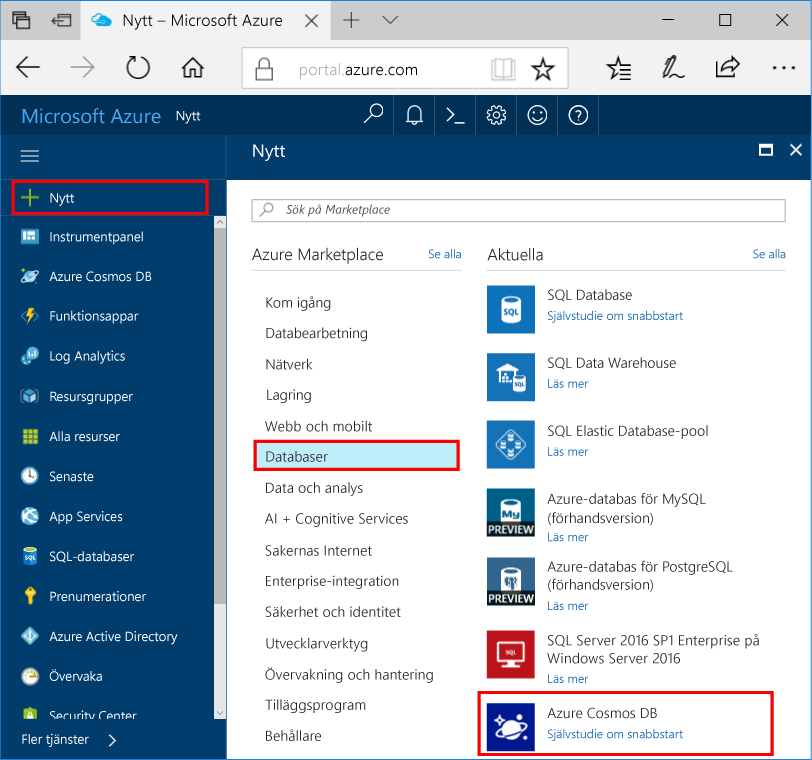 Nytt – Microsoft Azure
portal.azure.com
Microsoft Azure Nytt
Nytt
Instrumentpanel
Azure Cosmos DB
Funktionsappar
Log Analytics
Resursgrupper
Alla resurser
Senaste
App Services
SQL-databaser
Prenumerationer
Azure Active Directory
Övervaka
Security Center
Fler tjänster
Nytt
Sök på Marketplace
Azure Marketplace Se alla
Kom igång
Databearbetning
Nätverk
Lagring
Webb och mobilt
Databaser
Data och analys
AI + Cognitive Services
Sakernas Internet
Enterprise-integration
Säkerhet och identitet
Utvecklarverktyg
Övervakning och hantering
Tilläggsprogram
Behållare
Aktuella Se alla
SQL
SQL Database
Självstudie om snabbstart
SQL
SQL Data Warehouse
Läs mer
SQL Elastic Database-pool
Läs mer
My
PREVIEW
Azure-databas för MySQL
(förhandsversion)
Läs mer
PREVIEW
Azure-databas för PostgreSQL
(förhandsversion)
Läs mer
SQL
SQL Server 2016 SP1 Enterprise på
Windows Server 2016
Läs mer
Azure Cosmos DB
Självstudie om snabbstart